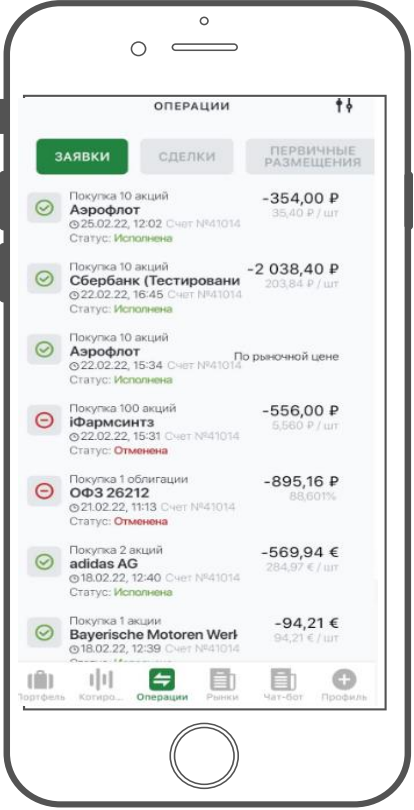 ОПЕРАЦИИ
ЗАЯВКИ
СДЕЛКИ
ПЕРВИЧНЫЕ
РАЗМЕЩЕНИЯ
Покупка 10 акций
Аэрофлот
25.02.22, 12:02 Счет №41014
Статус: Исполнена
-354,00 ₽
35,40 ₽ / шт
Покупка 10 акций
Сбербанк (Тестировани
22.02.22, 16:45 Счет №41014
Статус: Исполнена
-2 038,40 ₽
203,84 ₽ / шт
Покупка 10 акций
Аэрофлот
22.02.22, 15:34 Счет №41014
Статус: Исполнена
По рыночной цене
Покупка 100 акций
iФармсинтз
22.02.22, 15:31 Счет №41014
Статус: Отменена
-556,00 ₽
5,560 ₽ / шт
Покупка 1 облигации
ОФЗ 26212
21.02.22, 11:13 Счет №41014
Статус: Отменена
-895,16 ₽
88,601%
Покупка 2 акций
adidas AG
18.02.22, 12:40 Счет №41014
Статус: Исполнена
-569,94 €
284,97 € / шт
Покупка 1 акции
Bayerische Motoren Werk
18.02.22, 12:39 Счет №41014
-94,21 €
94,21 € / шт
Портфель
Котиро...
Операции
Рынки
Чат-бот
Профиль